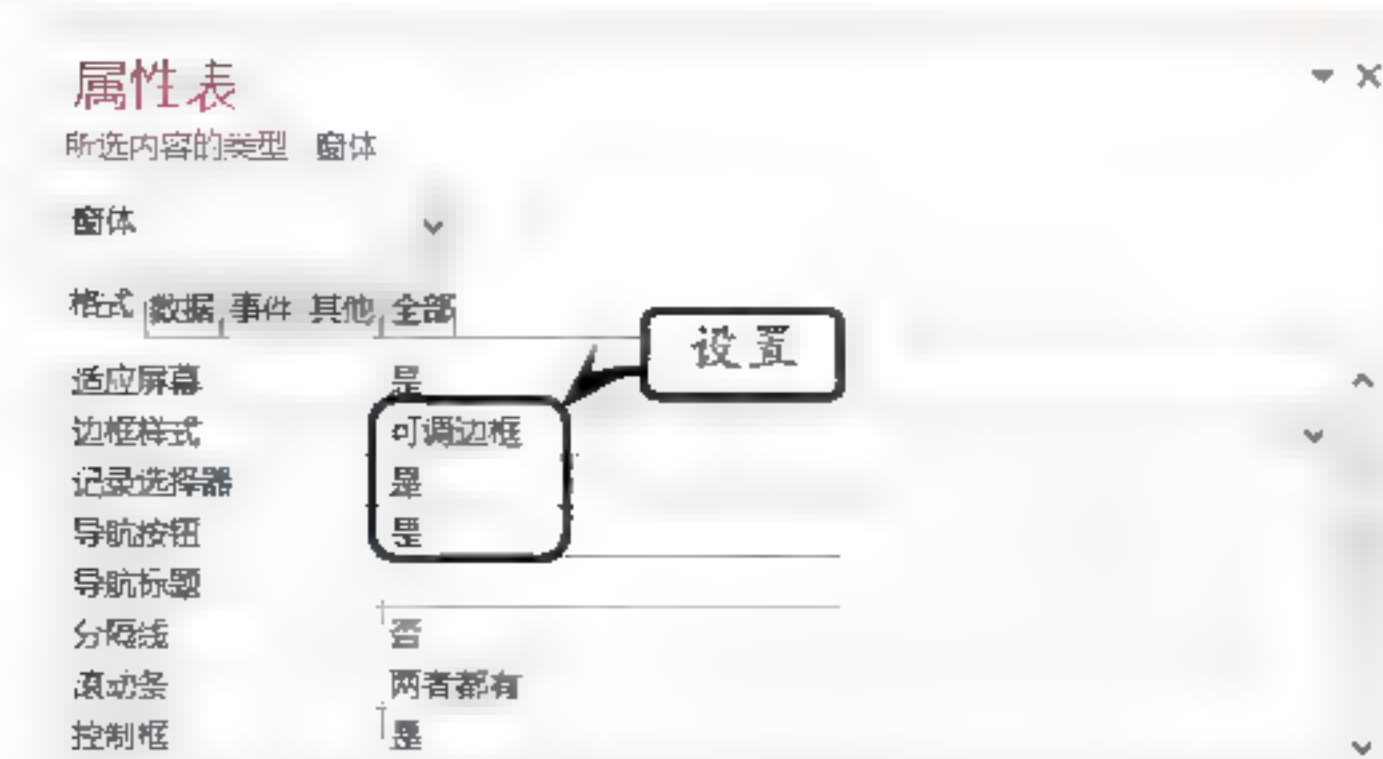 属性表
所选内容的类型 窗体
窗体
格式 数据 事件 其他 全部
设置
适应屏幕 是
边框样式 可调边框
记录选择器 是
导航按钮 是
导航标题
分隔线 否
滚动条 两者都有
控制框 是